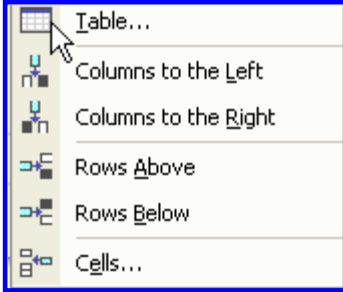 Table...
Columns to the Left
Columns to the Right
Rows Above
Rows Below
Cells...